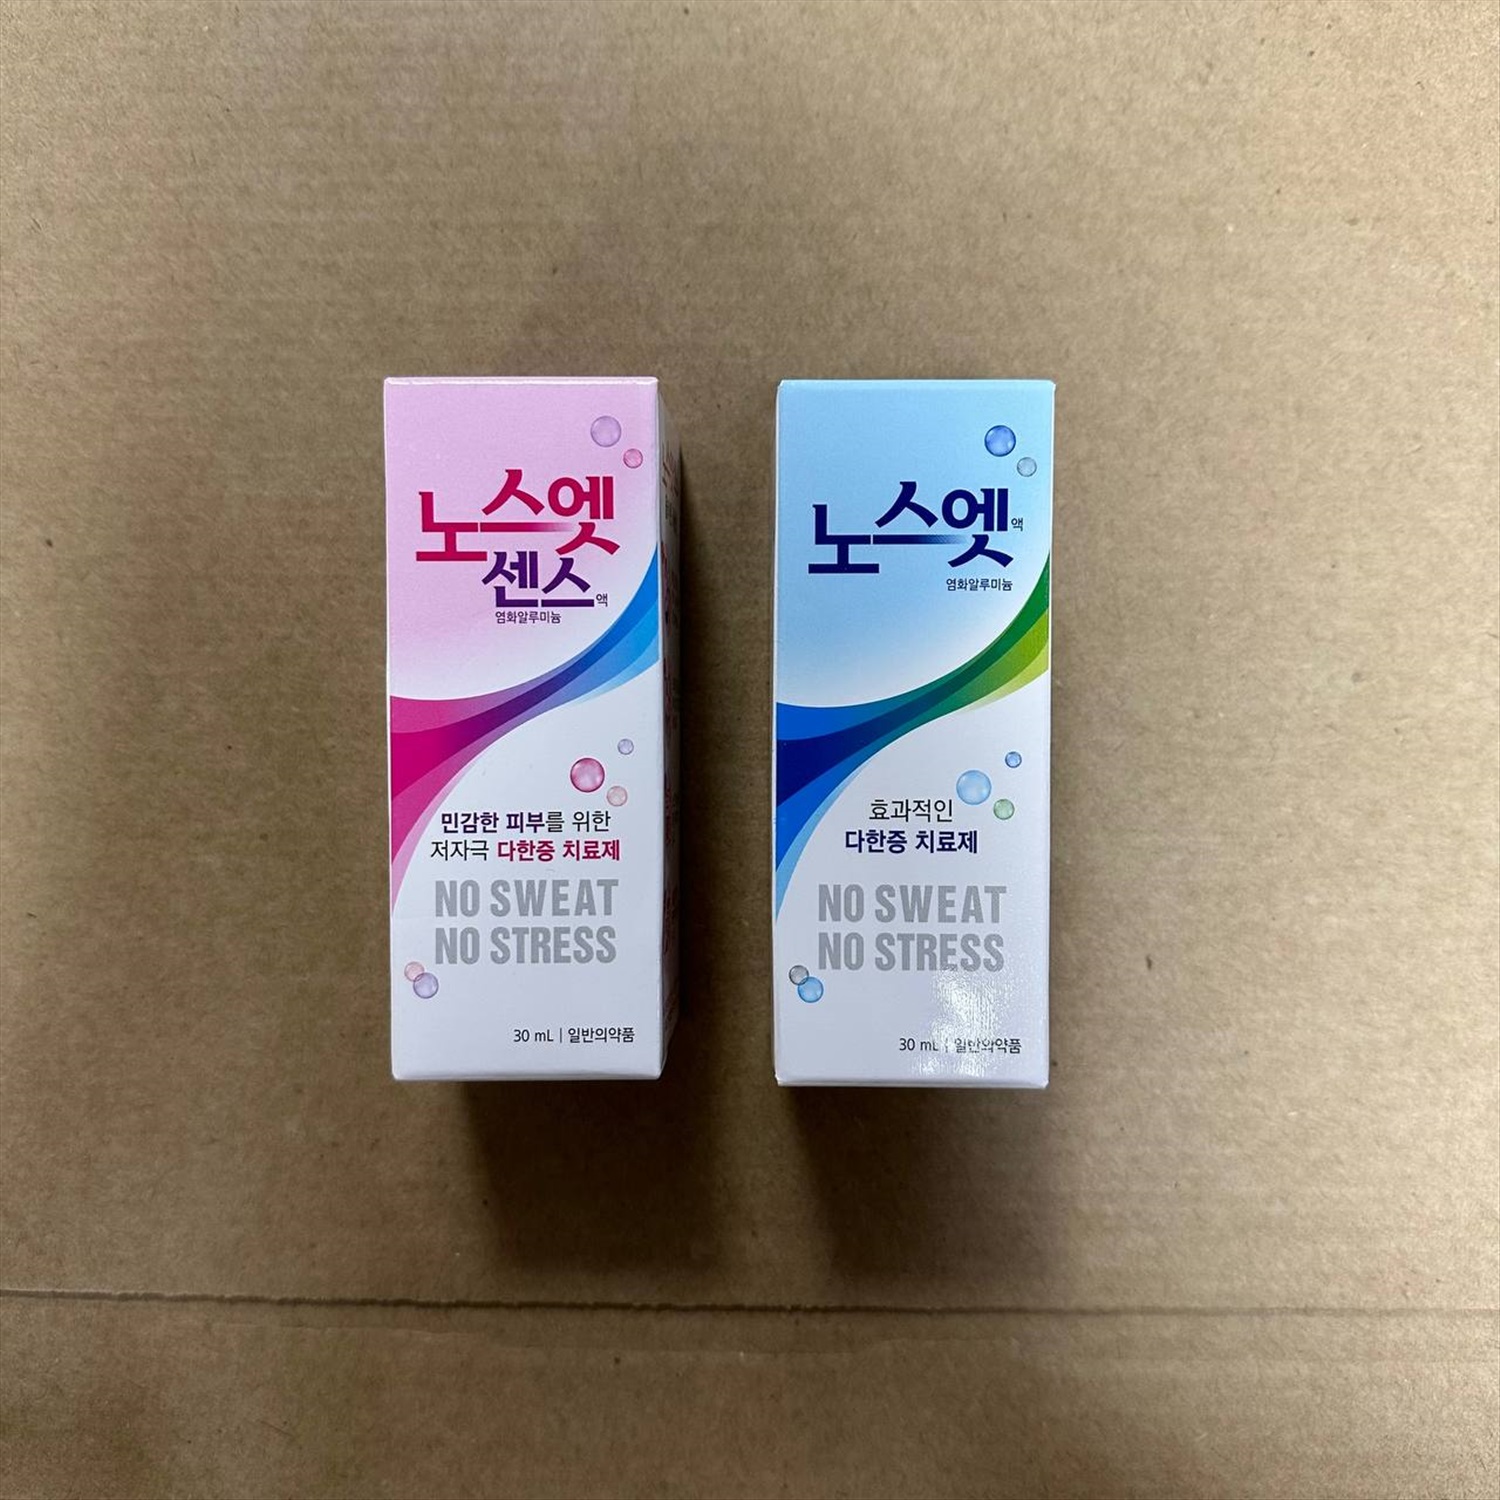 노스엣
센스액
염화알루미늄
민감한 피부를 위한
저자극 다한증 치료제
NO SWEAT
NO STRESS
30 mL | 일반의약품
노스엣액
염화알루미늄
효과적인
다한증 치료제
NO SWEAT
NO STRESS
30 mL | 일반의약품